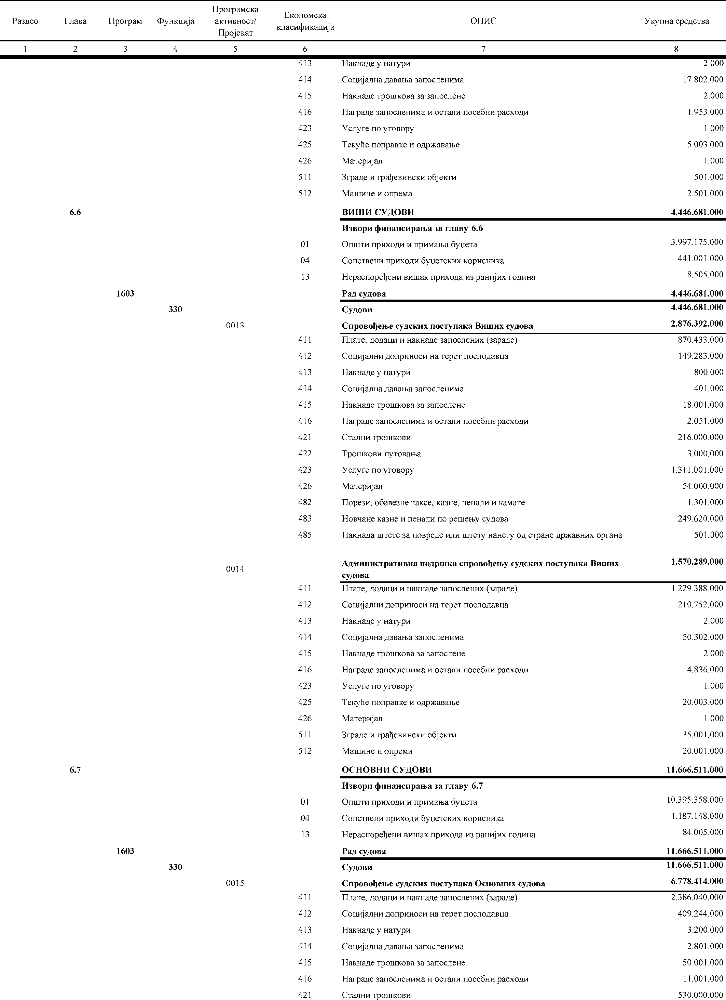 Раздео Глава Програм Функција Програмска активност/ Пројекат Економска класификација ОПИС Укупна средства
1 2 3 4 5 6 7 8
413 Накнаде у натури 2.000
414 Социјална давања запосленима 17.802.000
415 Накнаде трошкова за запослене 2.000
416 Награде запосленима и остали посебни расходи 1.953.000
423 Услуге по уговору 1.000
425 Текуће поправке и одржавање 5.003.000
426 Материјал 1.000
511 Зграде и грађевински објекти 501.000
512 Машине и опрема 2.501.000
6.6 ВИШИ СУДОВИ 4.446.681.000
Извори финансирања за главу 6.6
01 Општи приходи и примања буџета 3.997.175.000
04 Сопствени приходи буџетских корисника 441.001.000
13 Нераспоређени вишак прихода из ранијих година 8.505.000
1603 Рад судова 4.446.681.000
330 Судови 4.446.681.000
0013 Спровођење судских поступака Виших судова 2.876.392.000
411 Плате, додаци и накнаде запослених (зараде) 870.433.000
412 Социјални доприноси на терет послодавца 149.283.000
413 Накнаде у натури 800.000
414 Социјална давања запосленима 401.000
415 Накнаде трошкова за запослене 18.001.000
416 Награде запосленима и остали посебни расходи 2.051.000
421 Стални трошкови 216.000.000
422 Трошкови путовања 3.000.000
423 Услуге по уговору 1.311.001.000
426 Материјал 54.000.000
482 Порези, обавезне таксе, казне, пенали и камате 1.301.000
483 Новчане казне и пенали по решењу судова 249.620.000
485 Накнада штете за повреде или штету нанету од стране државних органа 501.000
0014 Административна подршка спровођењу судских поступака Виших 1.570.289.000
судова
411 Плате, додаци и накнаде запослених (зараде) 1.229.388.000
412 Социјални доприноси на терет послодавца 210.752.000
413 Накнаде у натури 2.000
414 Социјална давања запосленима 50.302.000
415 Накнаде трошкова за запослене 2.000
416 Награде запосленима и остали посебни расходи 4.836.000
423 Услуге по уговору 1.000
425 Текуће поправке и одржавање 20.003.000
426 Материјал 1.000
511 Зграде и грађевински објекти 35.001.000
512 Машине и опрема 20.001.000
6.7 ОСНОВНИ СУДОВИ 11.666.511.000
Извори финансирања за главу 6.7
01 Општи приходи и примања буџета 10.395.358.000
04 Сопствени приходи буџетских корисника 1.187.148.000
13 Нераспоређени вишак прихода из ранијих година 84.005.000
1603 Рад судова 11.666.511.000
330 Судови 11.666.511.000
0015 Спровођење судских поступака Основних судова 6.778.414.000
411 Плате, додаци и накнаде запослених (зараде) 2.386.040.000
412 Социјални доприноси на терет послодавца 409.244.000
413 Накнаде у натури 3.200.000
414 Социјална давања запосленима 2.801.000
415 Накнаде трошкова за запослене 50.001.000
416 Награде запосленима и остали посебни расходи 11.001.000
421 Стални трошкови 530.000.000